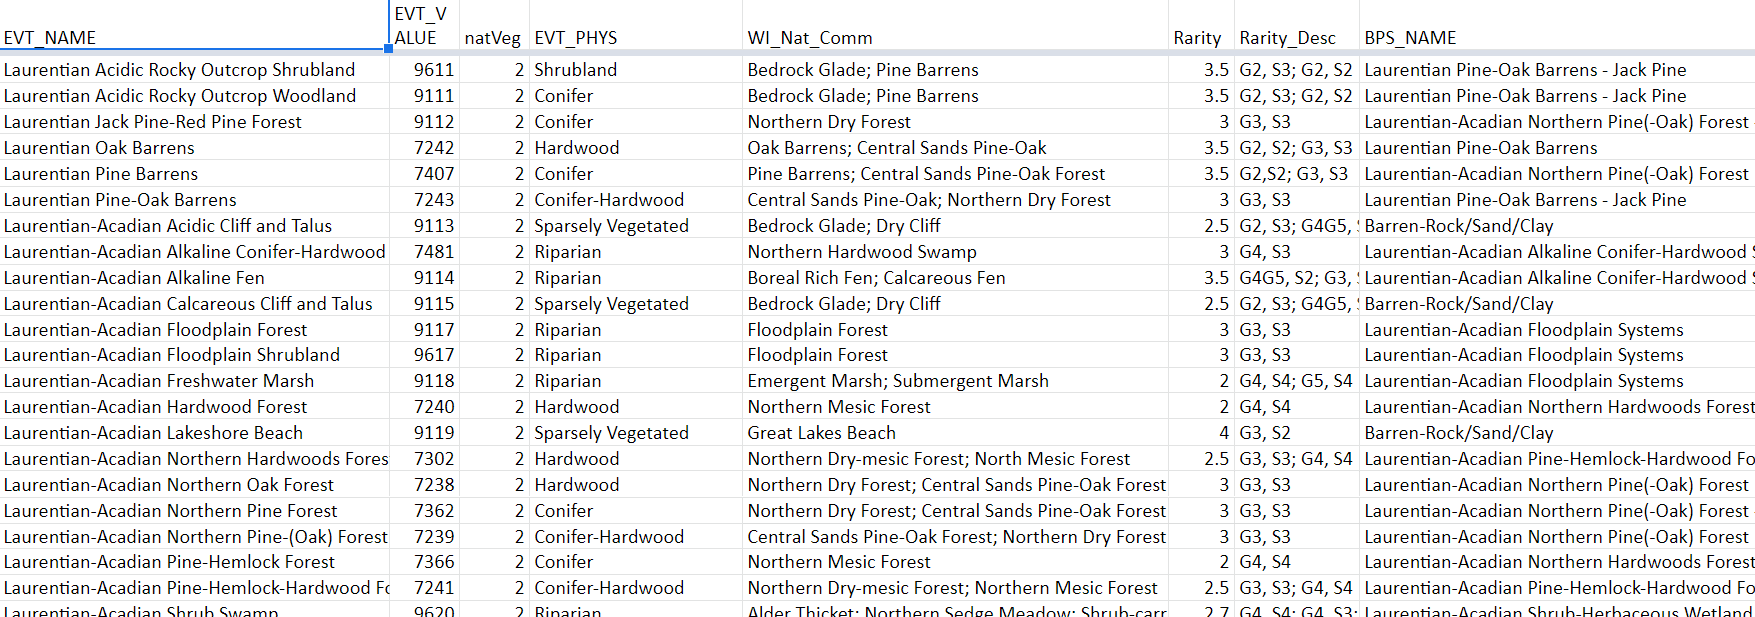 EVT_NAME EVT_V ALUE natVeg EVT_PHYS WI_Nat_Comm Rarity Rarity_Desc BPS_NAME
Laurentian Acidic Rocky Outcrop Shrubland 9611 2 Shrubland Bedrock Glade; Pine Barrens 3.5 G2, S3; G2, S2 Laurentian Pine-Oak Barrens - Jack Pine
Laurentian Acidic Rocky Outcrop Woodland 9111 2 Conifer Bedrock Glade; Pine Barrens 3.5 G2, S3; G2, S2 Laurentian Pine-Oak Barrens - Jack Pine
Laurentian Jack Pine-Red Pine Forest 9112 2 Conifer Northern Dry Forest 3 G3, S3 Laurentian-Acadian Northern Pine(-Oak) Forest
Laurentian Oak Barrens 7242 2 Hardwood Oak Barrens; Central Sands Pine-Oak 3.5 G2, S2; G3, S3 Laurentian Pine-Oak Barrens
Laurentian Pine Barrens 7407 2 Conifer Pine Barrens; Central Sands Pine-Oak Forest 3.5 G2,S2; G3, S3 Laurentian-Acadian Northern Pine(-Oak) Forest
Laurentian Pine-Oak Barrens 7243 2 Conifer-Hardwood Central Sands Pine-Oak; Northern Dry Forest 3 G3, S3 Laurentian Pine-Oak Barrens - Jack Pine
Laurentian-Acadian Acidic Cliff and Talus 9113 2 Sparsely Vegetated Bedrock Glade; Dry Cliff 2.5 G2, S3; G4G5, Barren-Rock/Sand/Clay
Laurentian-Acadian Alkaline Conifer-Hardwood 7481 2 Riparian Northern Hardwood Swamp 3 G4, S3 Laurentian-Acadian Alkaline Conifer-Hardwood
Laurentian-Acadian Alkaline Fen 9114 2 Riparian Boreal Rich Fen; Calcareous Fen 3.5 G4G5, S2; G3, Laurentian-Acadian Alkaline Conifer-Hardwood
Laurentian-Acadian Calcareous Cliff and Talus 9115 2 Sparsely Vegetated Bedrock Glade; Dry Cliff 2.5 G2, S3; G4G5, Barren-Rock/Sand/Clay
Laurentian-Acadian Floodplain Forest 9117 2 Riparian Floodplain Forest 3 G3, S3 Laurentian-Acadian Floodplain Systems
Laurentian-Acadian Floodplain Shrubland 9617 2 Riparian Floodplain Forest 3 G3, S3 Laurentian-Acadian Floodplain Systems
Laurentian-Acadian Freshwater Marsh 9118 2 Riparian Emergent Marsh; Submergent Marsh 2 G4, S4; G5, S4 Laurentian-Acadian Floodplain Systems
Laurentian-Acadian Hardwood Forest 7240 2 Hardwood Northern Mesic Forest 2 G4, S4 Laurentian-Acadian Northern Hardwoods Forest
Laurentian-Acadian Lakeshore Beach 9119 2 Sparsely Vegetated Great Lakes Beach 4 G3, S2 Barren-Rock/Sand/Clay
Laurentian-Acadian Northern Hardwoods Fores 7302 2 Hardwood Northern Dry-mesic Forest; North Mesic Forest 2.5 G3, S3; G4, S4 Laurentian-Acadian Pine-Hemlock-Hardwood Fo
Laurentian-Acadian Northern Oak Forest 7238 2 Hardwood Northern Dry Forest; Central Sands Pine-Oak Forest 3 G3, S3 Laurentian-Acadian Northern Pine(-Oak) Forest
Laurentian-Acadian Northern Pine Forest 7362 2 Conifer Northern Dry Forest; Central Sands Pine-Oak Forest 3 G3, S3 Laurentian-Acadian Northern Pine(-Oak) Forest
Laurentian-Acadian Northern Pine-(Oak) Forest 7239 2 Conifer-Hardwood Central Sands Pine-Oak Forest; Northern Dry Forest 3 G3, S3 Laurentian-Acadian Northern Pine(-Oak) Forest
Laurentian-Acadian Pine-Hemlock Forest 7366 2 Conifer Northern Mesic Forest 2 G4, S4 Laurentian-Acadian Northern Hardwoods Forest
Laurentian-Acadian Pine-Hemlock-Hardwood Fo 7241 2 Conifer-Hardwood Northern Dry-mesic Forest; Northern Mesic Forest 2.5 G3, S3; G4, S4 Laurentian-Acadian Pine-Hemlock-Hardwood Fo
Laurentian-Acadian Shrub Swamp 9620 2 Riparian Alder Thicket; Northern Sedge Meadow; Shrub-carr 2.7 G4, S4; G4, S3; Laurentian-Acadian Shrub-Herbaceous Wetland